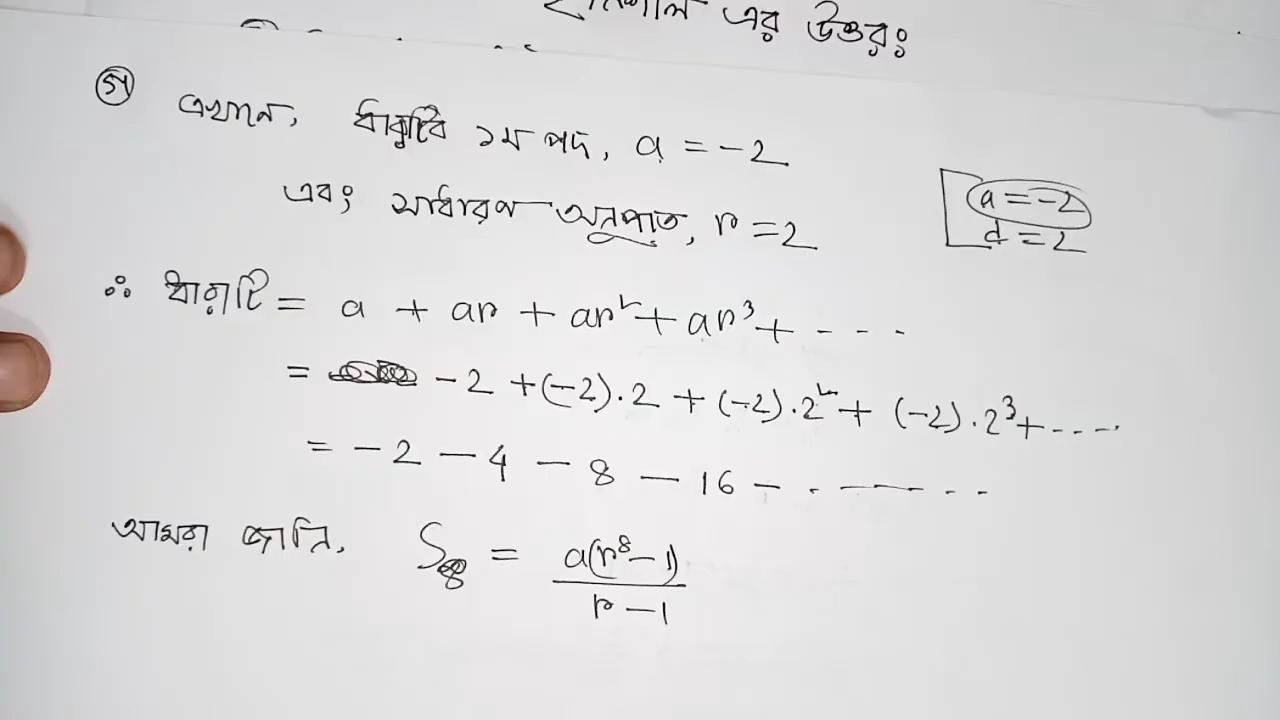 এর উত্তরঃ
গ এখানে, ধারাটির ১ম পদ, a = -2
এবং সাধারণ অনুপাত, r = 2
a = -2
d = 2
∴ ধারাটি = a + ar + ar² + ar³ + - - -
= -2 + (-2).2 + (-2).2² + (-2).2³ + - - - -
= -2 - 4 - 8 - 16 - . - - - . .
আমরা জানি, S₈ = a(r⁸ - 1) / r - 1